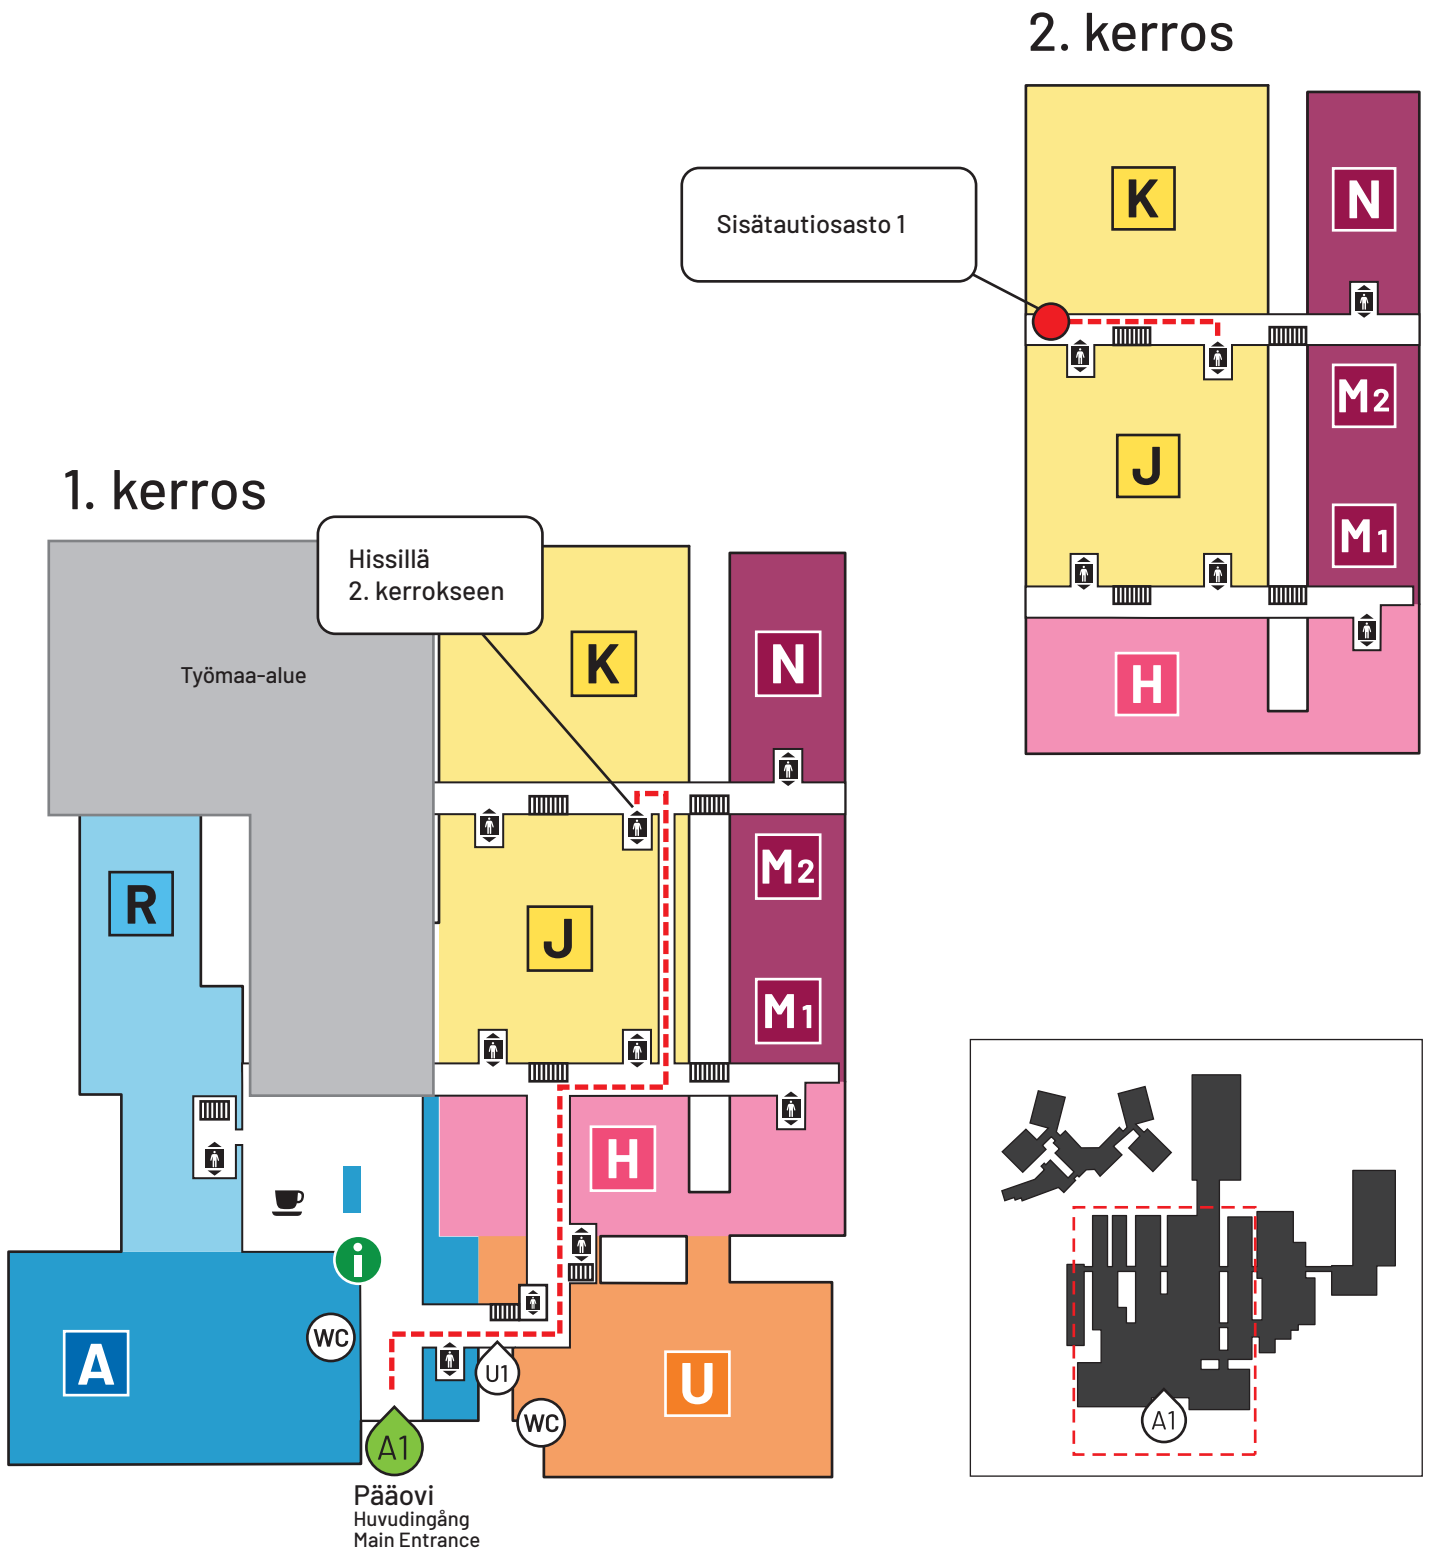 2. kerros
K
N
Sisätautiosasto 1
M2
J
M1
H
1. kerros
Hissillä
2. kerrokseen
K
N
Työmaa-alue
M2
R
J
M1
H
i
WC
A
U1
U
WC
A1
Pääovi
Huvudingång
Main Entrance
A1